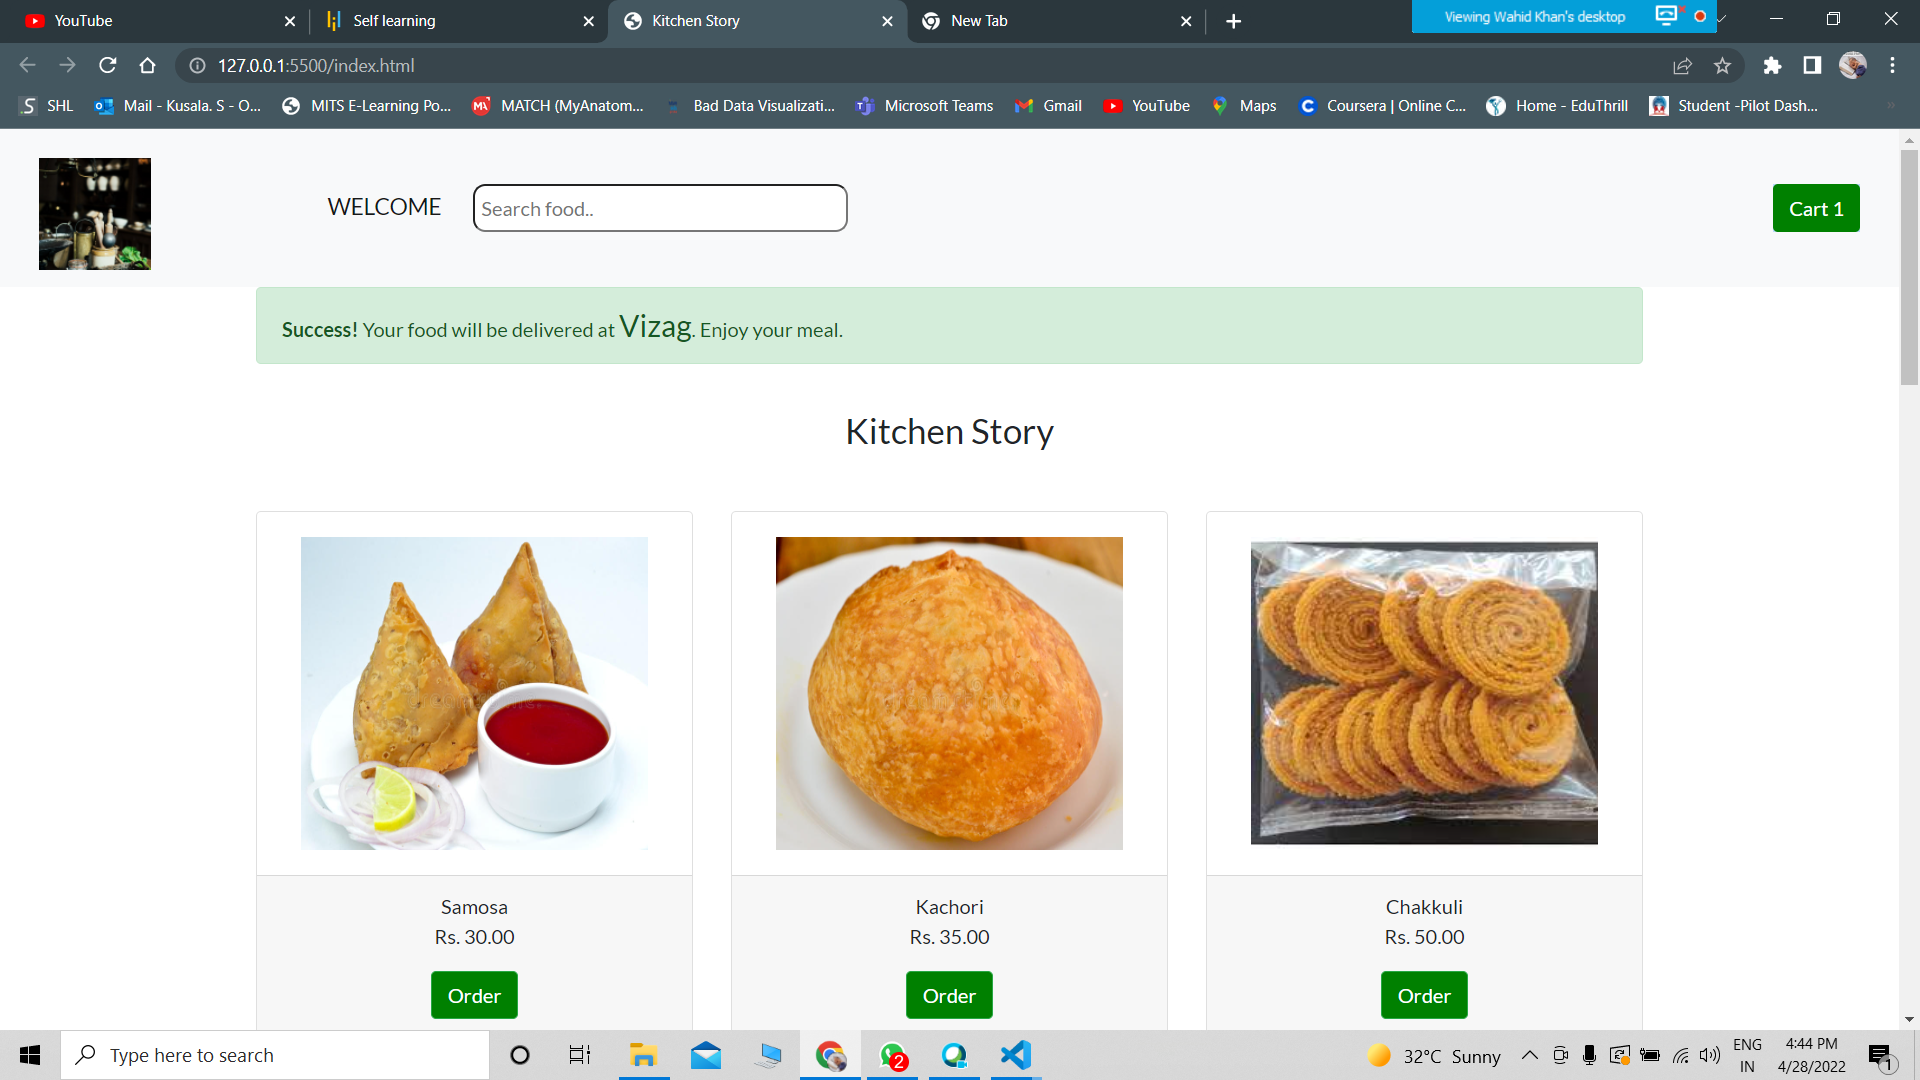 YouTube
Self learning
Kitchen Story
New Tab
Viewing Wahid Khan's desktop
127.0.0.1:5500/index.html
SHL
Mail - Kusala. S - O...
MITS E-Learning Po...
MATCH (MyAnatom...
Bad Data Visualizati...
Microsoft Teams
Gmail
YouTube
Maps
Coursera | Online C...
Home - EduThrill
Student -Pilot Dash...
WELCOME
Search food..
Cart 1
Success! Your food will be delivered at Vizag. Enjoy your meal.
Kitchen Story
Samosa
Rs. 30.00
Order
Kachori
Rs. 35.00
Order
Chakkuli
Rs. 50.00
Order
Type here to search
2
32°C Sunny
ENG
IN
4:44 PM
4/28/2022
1